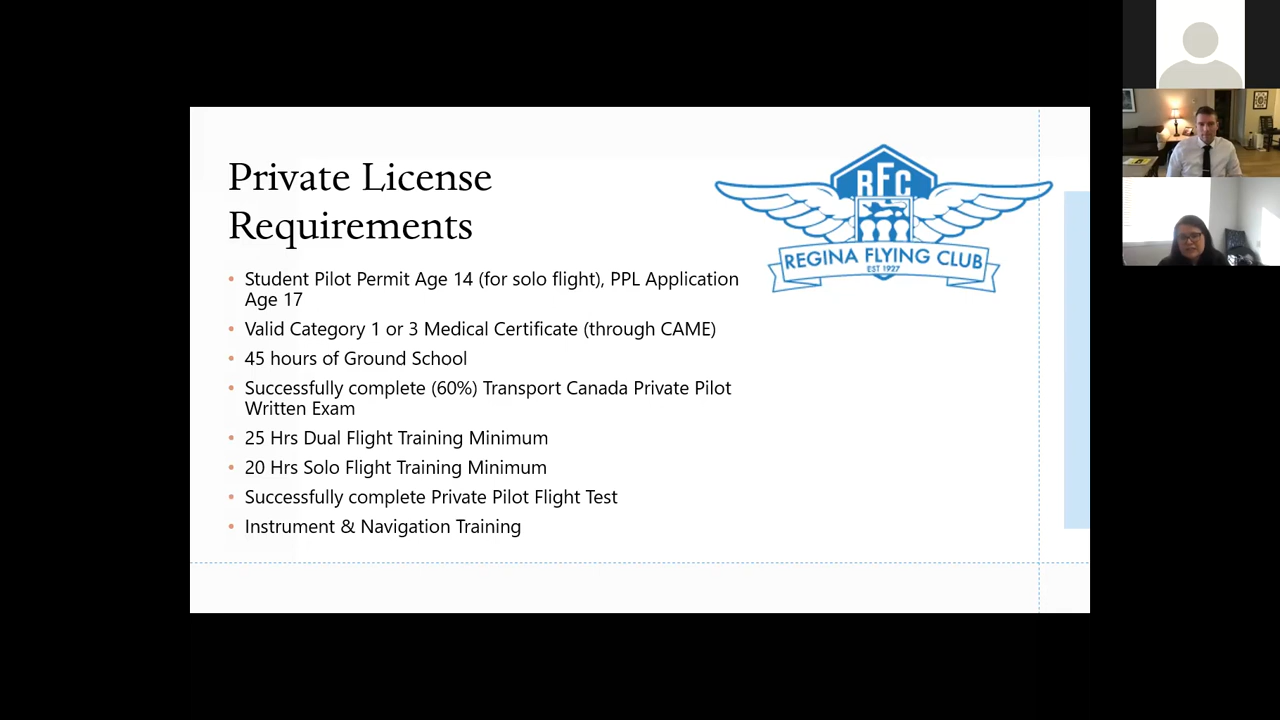 Private License
Requirements
• Student Pilot Permit Age 14 (for solo flight), PPL Application
Age 17
• Valid Category 1 or 3 Medical Certificate (through CAME)
• 45 hours of Ground School
• Successfully complete (60%) Transport Canada Private Pilot
Written Exam
• 25 Hrs Dual Flight Training Minimum
• 20 Hrs Solo Flight Training Minimum
• Successfully complete Private Pilot Flight Test
• Instrument & Navigation Training
RFC
REGINA FLYING CLUB
EST 1927